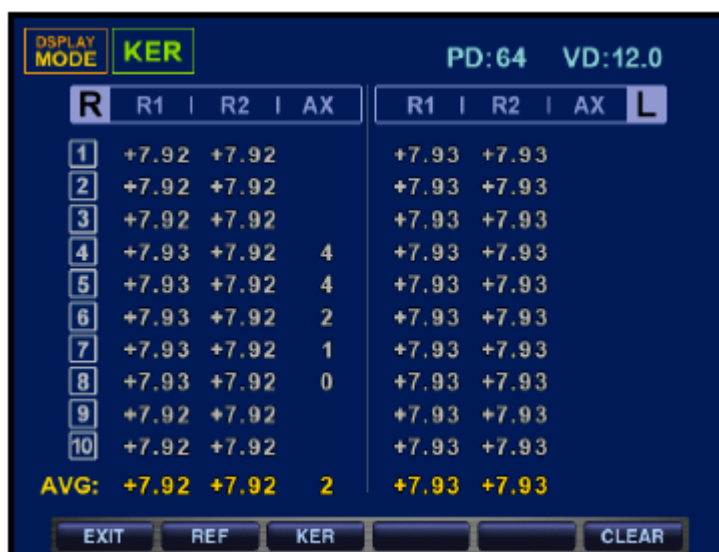 DSPLAY MODE KER PD:64 VD:12.0
R R1 | R2 | AX R1 | R2 | AX L
1 +7.92 +7.92 +7.93 +7.93
2 +7.92 +7.92 +7.93 +7.93
3 +7.92 +7.92 +7.93 +7.93
4 +7.93 +7.92 4 +7.93 +7.93
5 +7.93 +7.92 4 +7.93 +7.93
6 +7.93 +7.92 2 +7.93 +7.93
7 +7.93 +7.92 1 +7.93 +7.93
8 +7.93 +7.92 0 +7.93 +7.93
9 +7.92 +7.92 +7.93 +7.93
10 +7.92 +7.92 +7.93 +7.93
AVG: +7.92 +7.92 2 +7.93 +7.93
EXIT REF KER CLEAR